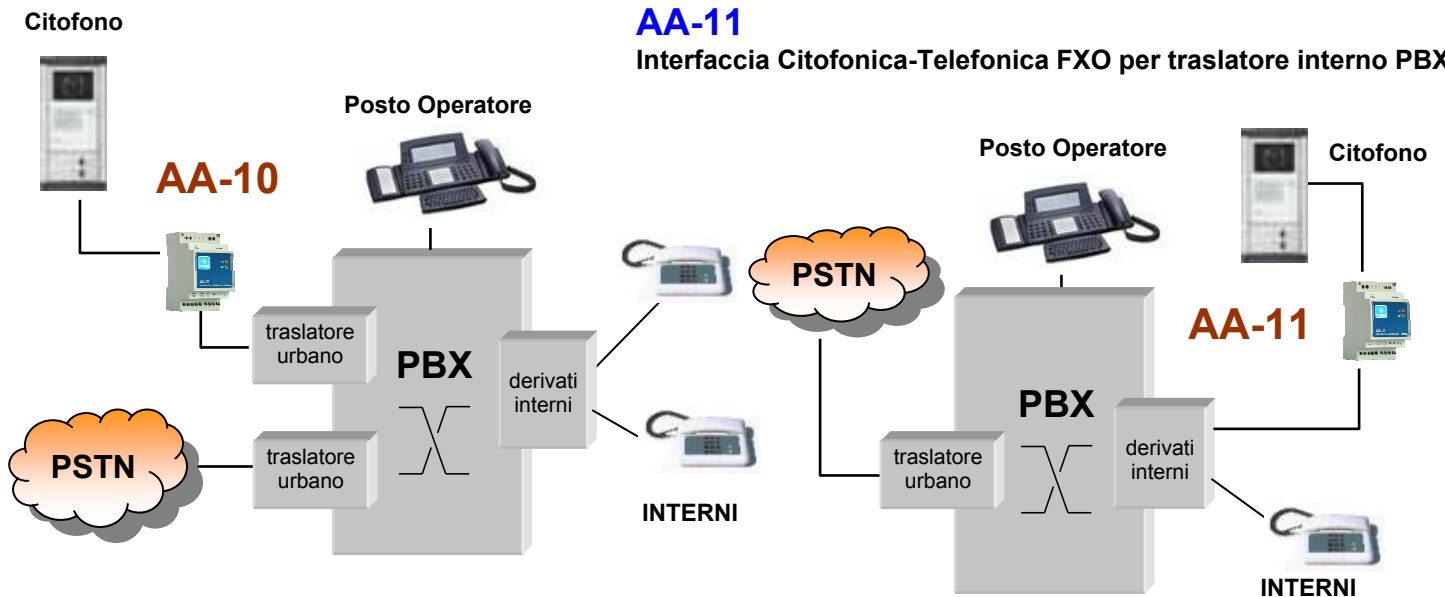 Citofono
AA-11
Interfaccia Citofonica-Telefonica FXO per traslatore interno PBX
Posto Operatore
AA-10
traslatore
urbano
PBX
derivati
interni
PSTN
traslatore
urbano
INTERNI
Posto Operatore
Citofono
PSTN
AA-11
PBX
traslatore
urbano
derivati
interni
INTERNI